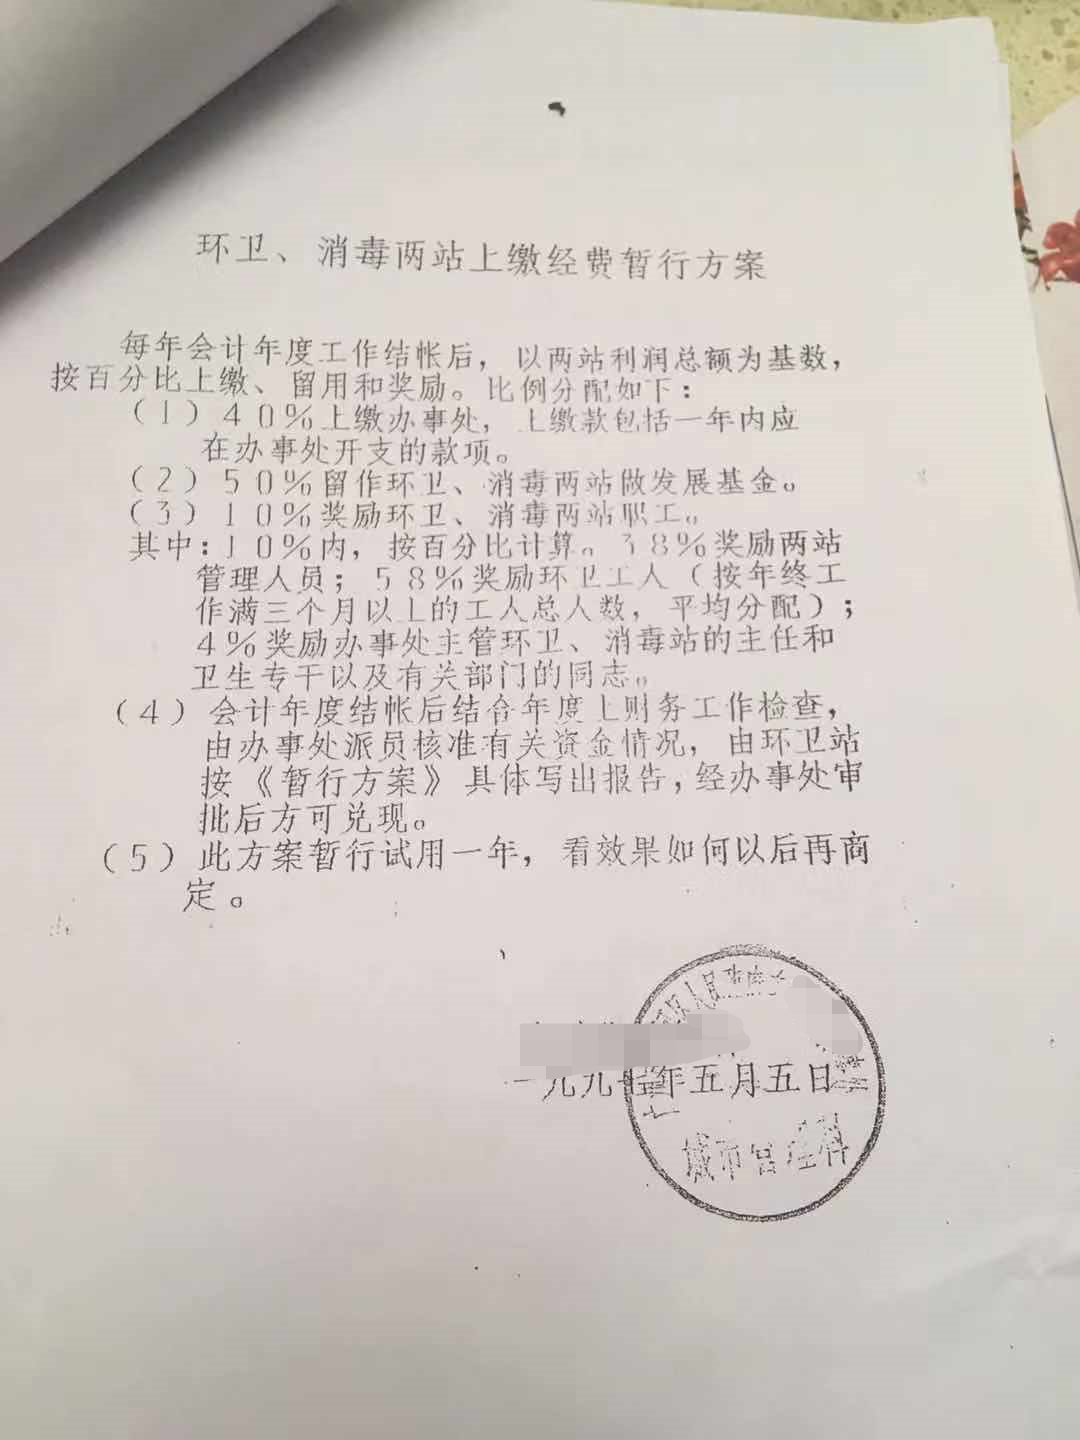 环卫、消毒两站上缴经费暂行方案
每年会计年度工作结帐后，以两站利润总额为基数，
按百分比上缴、留用和奖励。比例分配如下：
（1）40%上缴办事处，上缴款包括一年内应
在办事处开支的款项。
（2）50%留作环卫、消毒两站做发展基金。
（3）10%奖励环卫、消毒两站职工。
其中：10%内，按百分比计算。38%奖励两站
管理人员；58%奖励环卫工人（按年终工
作满三个月以上的工人总人数，平均分配）；
4%奖励办事处主管环卫、消毒站的主任和
卫生专干以及有关部门的同志。
（4）会计年度结帐后结合年度上财务工作检查，
由办事处派员核准有关资金情况，由环卫站
按《暂行方案》具体写出报告，经办事处审
批后方可兑现。
（5）此方案暂行试用一年，看效果如何以后再商
定。
区人民政府
一九九 年五月五日
城市管理科